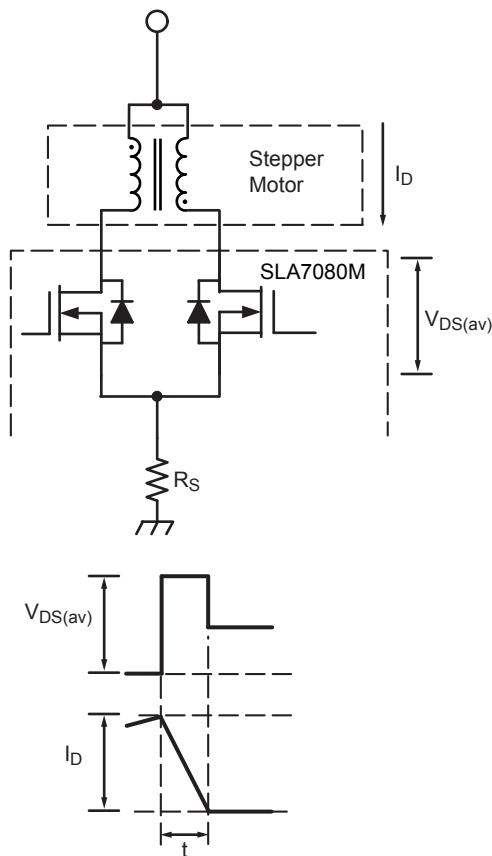 Stepper
Motor
I_D
SLA7080M
V_DS(av)
R_S
V_DS(av)
I_D
t